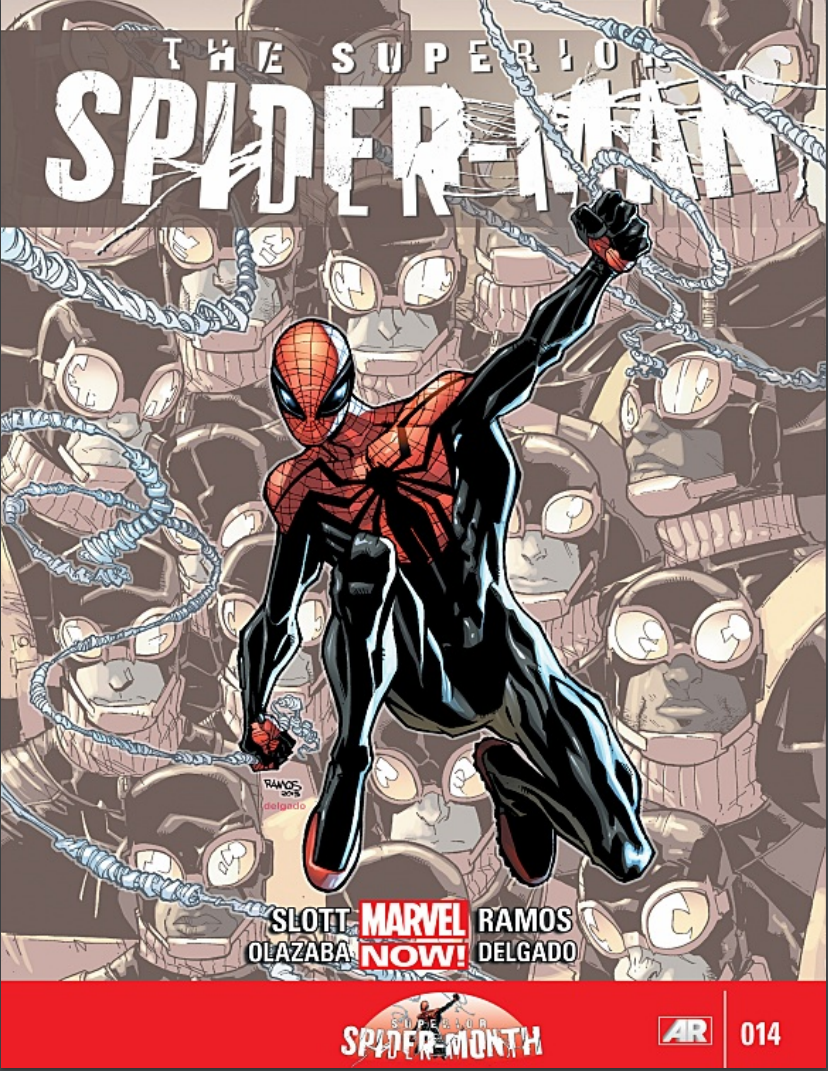 THE SUPERIOR
SPIDER-MAN
RAMOS
2013
delgado
SLOTT MARVEL RAMOS
OLAZABA NOW! DELGADO
SUPERIOR
SPIDER-MONTH
AR 014